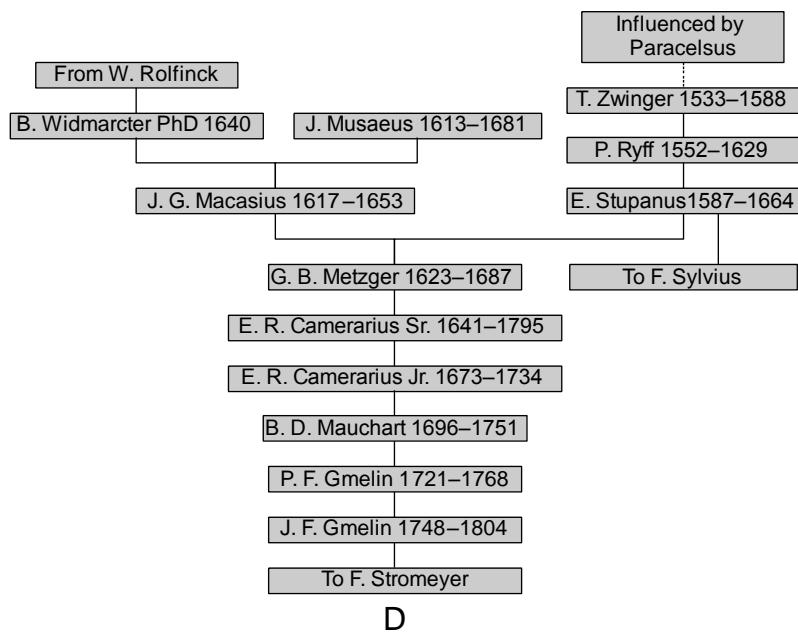 Influenced by
Paracelsus
From W. Rolfinck
T. Zwinger 1533–1588
B. Widmarcter PhD 1640
J. Musaeus 1613–1681
P. Ryff 1552–1629
J. G. Macasius 1617–1653
E. Stupanus1587–1664
G. B. Metzger 1623–1687
To F. Sylvius
E. R. Camerarius Sr. 1641–1795
E. R. Camerarius Jr. 1673–1734
B. D. Mauchart 1696–1751
P. F. Gmelin 1721–1768
J. F. Gmelin 1748–1804
To F. Stromeyer
D